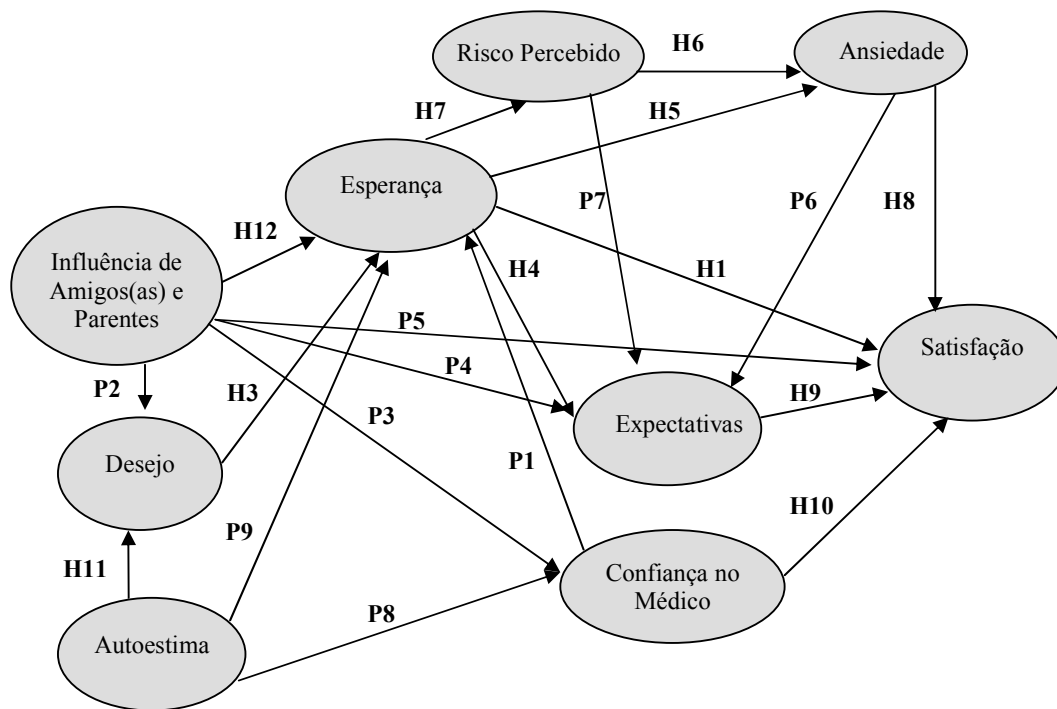 Risco Percebido
H6
Ansiedade
H7
H5
Esperança
P7
P6
H8
H12
H4
H1
Influência de
Amigos(as) e
Parentes
P5
Satisfação
P4
P2
H3
P3
H9
Expectativas
Desejo
P1
P9
H10
H11
Confiança no
Médico
P8
Autoestima